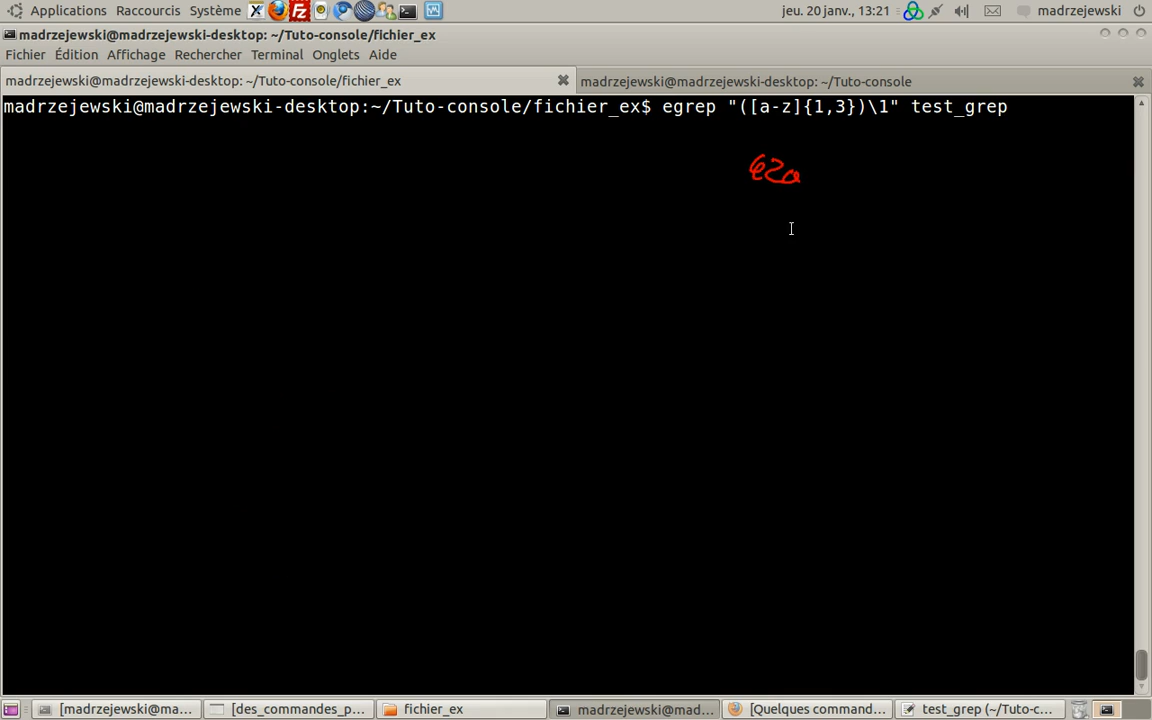 Applications Raccourcis Système jeu. 20 janv., 13:21 madrzejewski
madrzejewski@madrzejewski-desktop: ~/Tuto-console/fichier_ex
Fichier Édition Affichage Rechercher Terminal Onglets Aide
madrzejewski@madrzejewski-desktop: ~/Tuto-console/fichier_ex madrzejewski@madrzejewski-desktop: ~/Tuto-console
madrzejewski@madrzejewski-desktop:~/Tuto-console/fichier_ex$ egrep "([a-z]{1,3})\1" test_grep
[madrzejewski@ma... [des_commandes_p... fichier_ex madrzejewski@mad... [Quelques command... test_grep (~/Tuto-c...